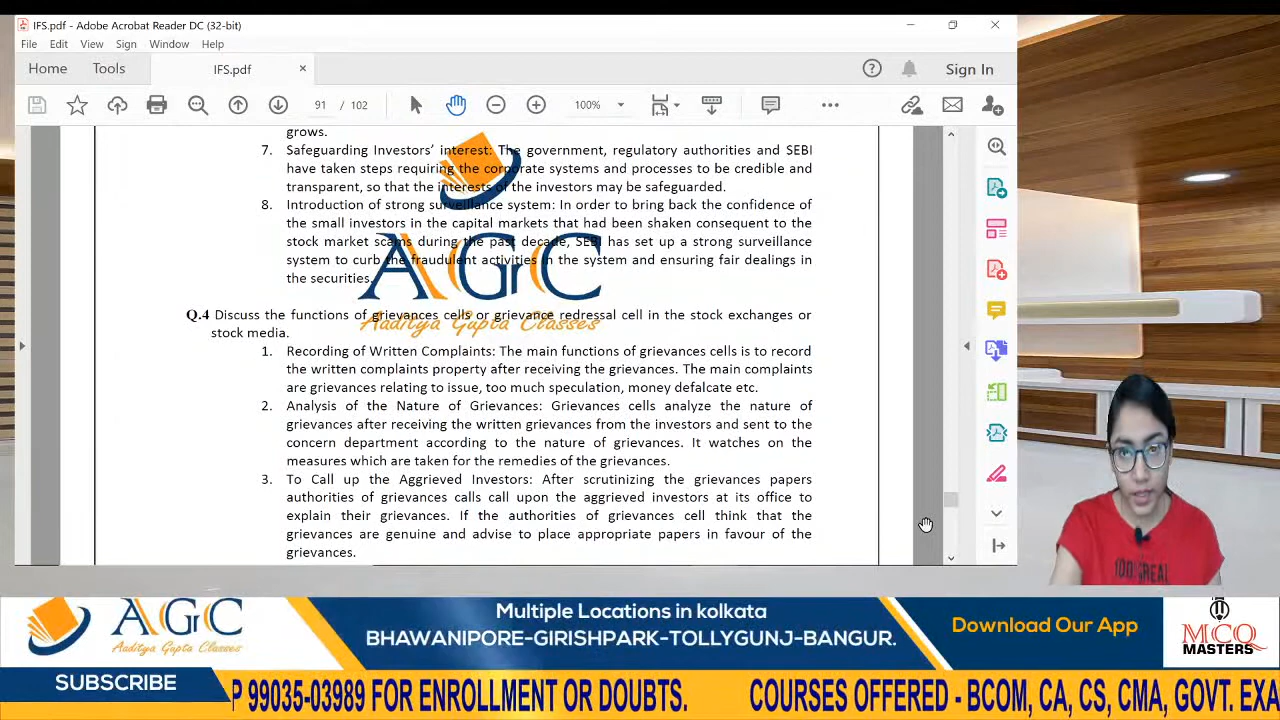 IFS.pdf - Adobe Acrobat Reader DC (32-bit)
File Edit View Sign Window Help
Home Tools IFS.pdf × Sign In
91 / 102 100%
grows.
7. Safeguarding Investors' interest: The government, regulatory authorities and SEBI
have taken steps requiring the corporate systems and processes to be credible and
transparent, so that the interests of the investors may be safeguarded.
8. Introduction of strong surveillance system: In order to bring back the confidence of
the small investors in the capital markets that had been shaken consequent to the
stock market scams during the past decade, SEBI has set up a strong surveillance
system to curb the fraudulent activities in the system and ensuring fair dealings in
the securities.
AGC
Aaditya Gupta Classes
Q.4 Discuss the functions of grievances cells or grievance redressal cell in the stock exchanges or
stock media.
1. Recording of Written Complaints: The main functions of grievances cells is to record
the written complaints property after receiving the grievances. The main complaints
are grievances relating to issue, too much speculation, money defalcate etc.
2. Analysis of the Nature of Grievances: Grievances cells analyze the nature of
grievances after receiving the written grievances from the investors and sent to the
concern department according to the nature of grievances. It watches on the
measures which are taken for the remedies of the grievances.
3. To Call up the Aggrieved Investors: After scrutinizing the grievances papers
authorities of grievances calls call upon the aggrieved investors at its office to
explain their grievances. If the authorities of grievances cell think that the
grievances are genuine and advise to place appropriate papers in favour of the
grievances.
AGC
Aaditya Gupta Classes
Multiple Locations in kolkata
BHAWANIPORE-GIRISHPARK-TOLLYGUNJ-BANGUR.
Download Our App
MCQ
MASTERS
SUBSCRIBE
P 99035-03989 FOR ENROLLMENT OR DOUBTS. COURSES OFFERED - BCOM, CA, CS, CMA, GOVT. EXA